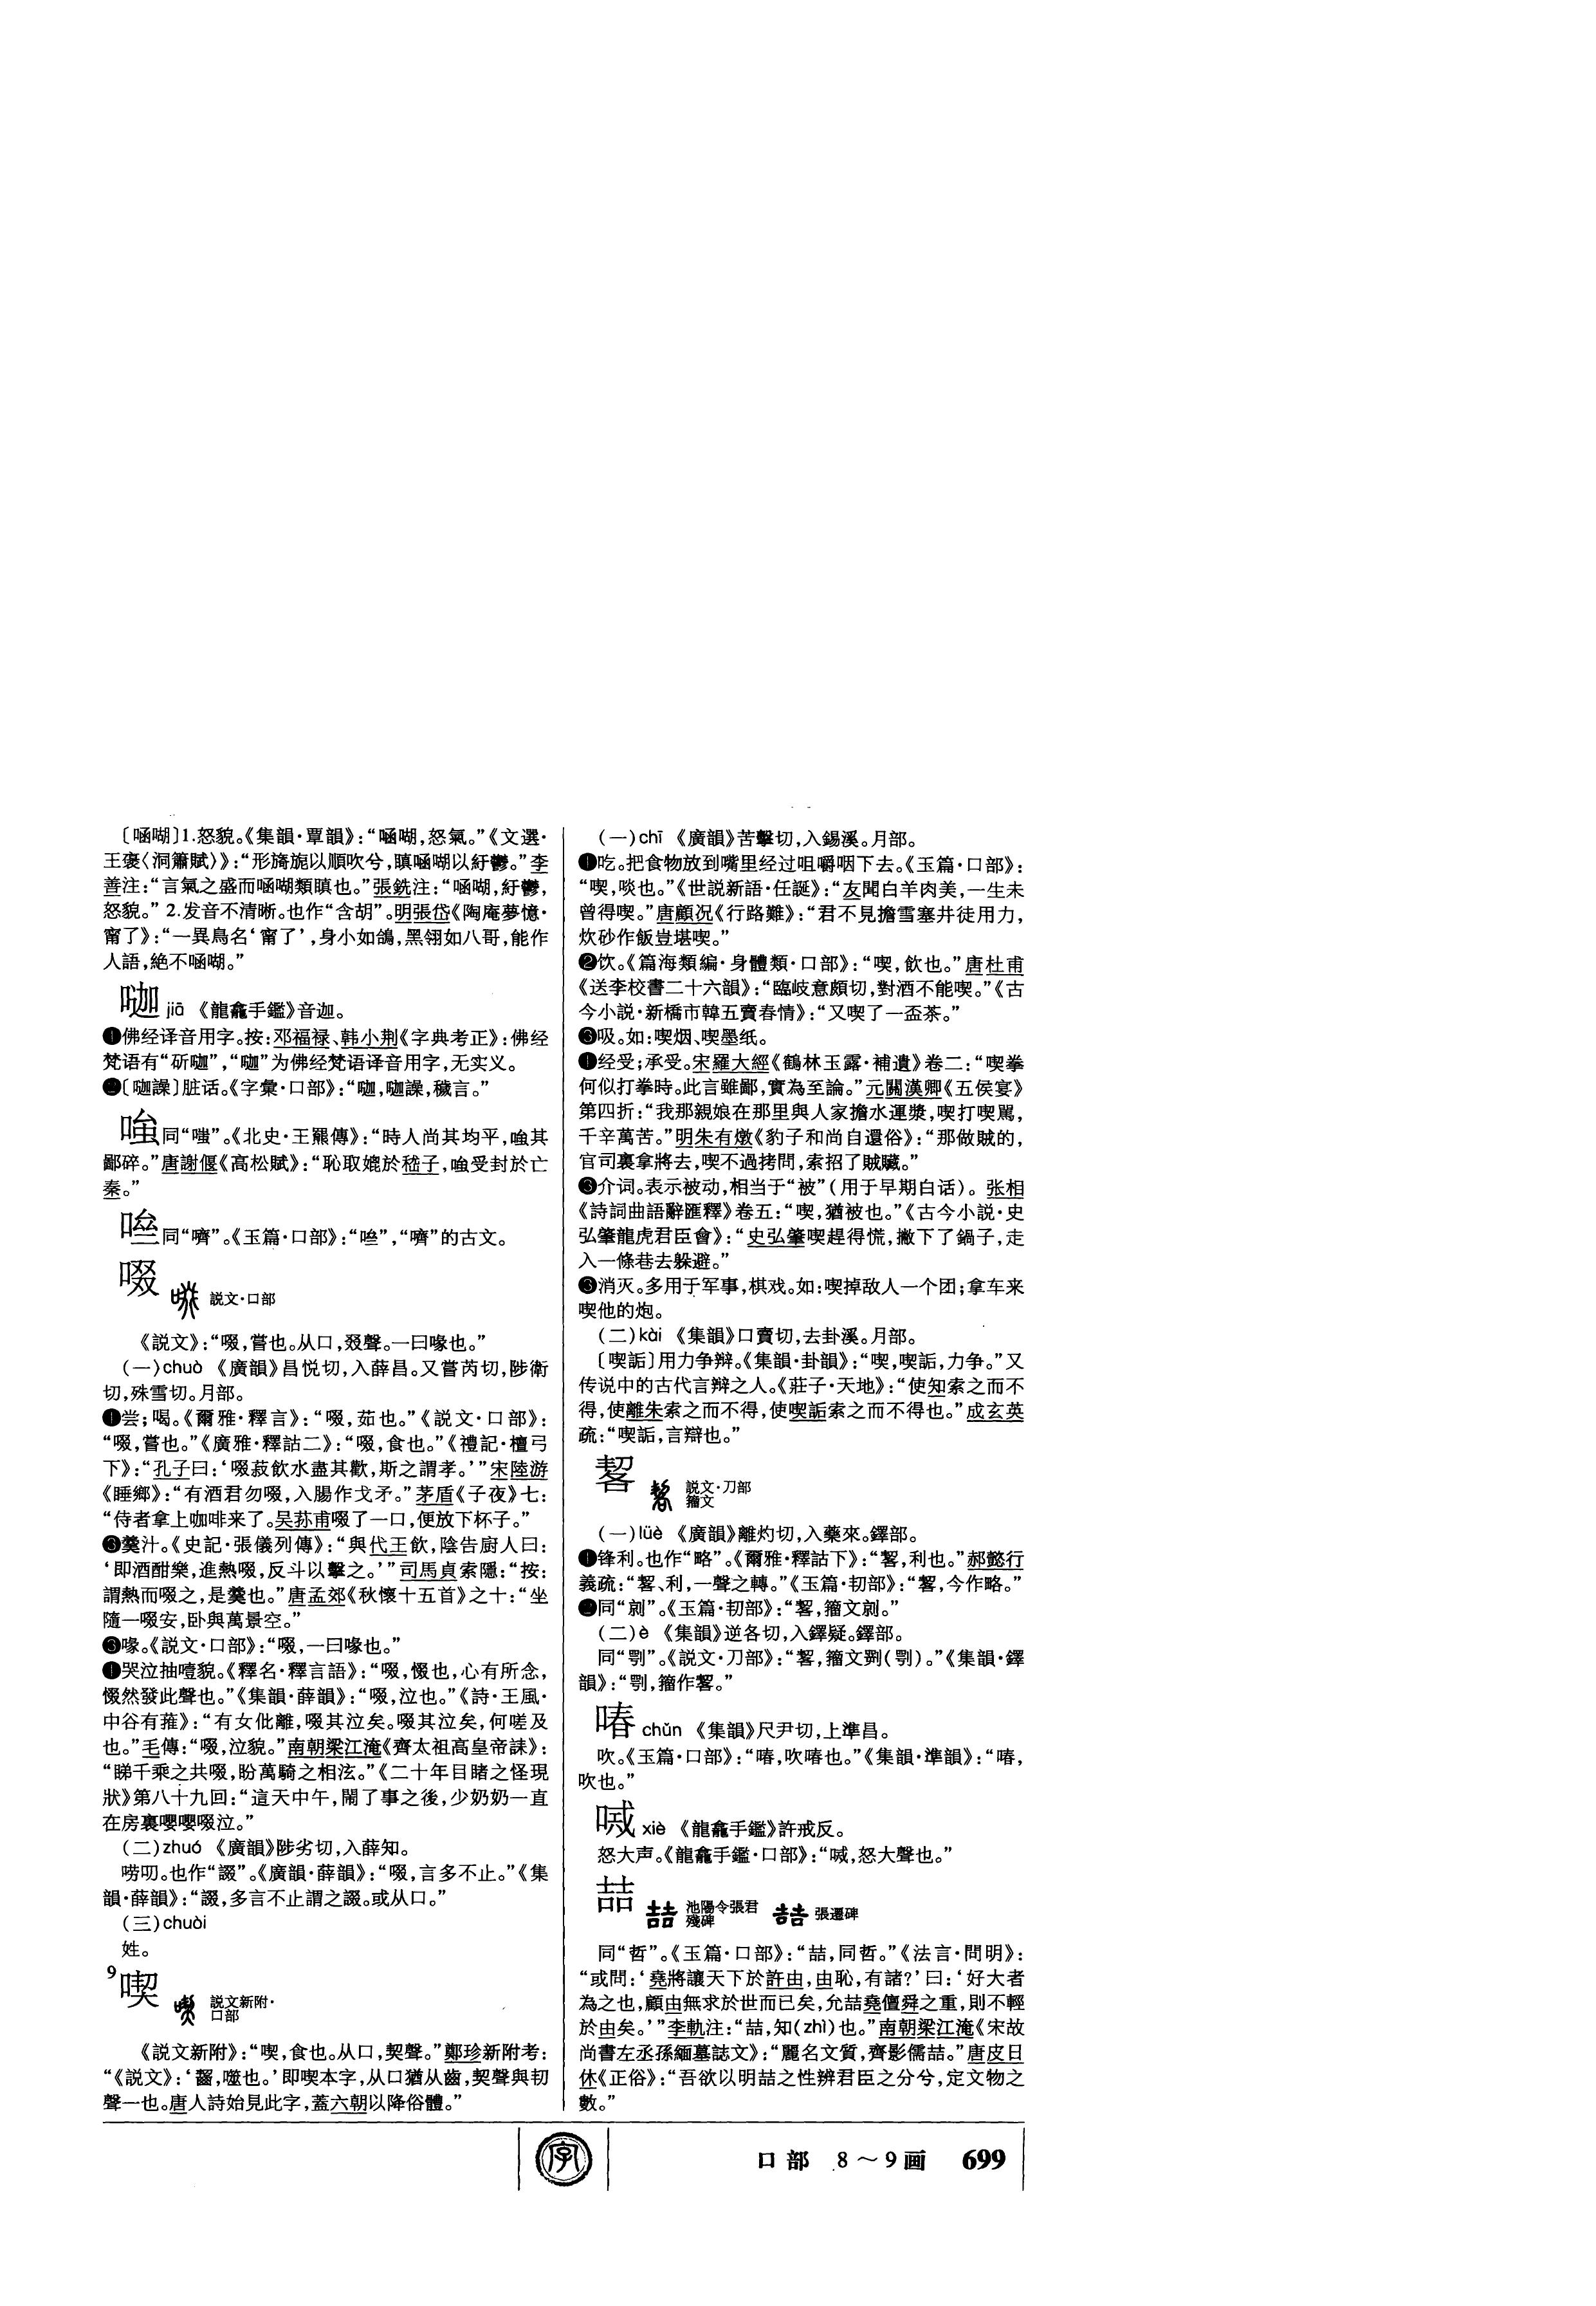 〔㖤㗅〕1.怒貌。《集韻·覃韻》：“㖤㗅，怒氣。”《文選·
王褒〈洞簫賦〉》：“形旖旎以順吹兮，瞋㖤㗅以紆鬱。”李
善注：“言氣之盛而㖤㗅類瞋也。”張銑注：“㖤㗅，紆鬱，
怒貌。” 2.发音不清晰。也作“含胡”。明張岱《陶庵夢憶·
甯了》：“一異鳥名‘甯了’，身小如鴿，黑翎如八哥，能作
人語，絶不㖤㗅。”
jiā 《龍龕手鑑》音迦。
❶佛经译音用字。按：邓福禄、韩小荆《字典考正》：佛经
为佛经梵语译音用字，无实义。
同“嗤”。《北史·王羆傳》：“時人尚其均平，其
鄙碎。”唐謝偃《高松賦》：“恥取媲於嵇子，受封於亡
秦。”
同“嚌”。《玉篇·口部》：“”，“嚌”的古文。
啜 説文·口部
《説文》：“啜，嘗也。从口，叕聲。一曰喙也。”
（一）chuò 《廣韻》昌悦切，入薛昌。又嘗芮切，陟衛
切，殊雪切。月部。
❶尝；喝。《爾雅·釋言》：“啜，茹也。”《説文·口部》：
“啜，嘗也。”《廣雅·釋詁二》：“啜，食也。”《禮記·檀弓
下》：“孔子曰：‘啜菽飲水盡其歡，斯之謂孝。’”宋陸游
《睡鄉》：“有酒君勿啜，入腸作戈矛。”茅盾《子夜》七：
“侍者拿上咖啡来了。吴荪甫啜了一口，便放下杯子。”
❷羹汁。《史記·張儀列傳》：“與代王飲，陰告廚人曰：
‘即酒酣樂，進熱啜，反斗以擊之。’”司馬貞索隱：“按：
謂熱而啜之，是羹也。”唐孟郊《秋懷十五首》之十：“坐
隨一啜安，卧與萬景空。”
❸喙。《説文·口部》：“啜，一曰喙也。”
❹哭泣抽噎貌。《釋名·釋言語》：“啜，惙也，心有所念，
惙然發此聲也。”《集韻·薛韻》：“啜，泣也。”《詩·王風·
中谷有蓷》：“有女仳離，啜其泣矣。啜其泣矣，何嗟及
也。”毛傳：“啜，泣貌。”南朝梁江淹《齊太祖高皇帝誄》：
“睇千乘之共啜，盼萬騎之相泫。”《二十年目睹之怪現
狀》第八十九回：“這天中午，鬧了事之後，少奶奶一直
在房裏嚶嚶啜泣。”
（二）zhuó 《廣韻》陟劣切，入薛知。
唠叨。也作“諁”。《廣韻·薛韻》：“啜，言多不止。”《集
韻·薛韻》：“諁，多言不止謂之諁。或从口。”
（三）chuòi
姓。
9 喫 説文新附·
口部
《説文新附》：“喫，食也。从口，契聲。”鄭珍新附考：
“《説文》：‘齧，噬也。’即喫本字，从口猶从齒，契聲與㓞
聲一也。唐人詩始見此字，蓋六朝以降俗體。”
（一）chī 《廣韻》苦擊切，入錫溪。月部。
❶吃。把食物放到嘴里经过咀嚼咽下去。《玉篇·口部》：
“喫，啖也。”《世説新語·任誕》：“友聞白羊肉美，一生未
曾得喫。”唐顧况《行路難》：“君不見擔雪塞井徒用力，
炊砂作飯豈堪喫。”
❷饮。《篇海類編·身體類·口部》：“喫，飲也。”唐杜甫
《送李校書二十六韻》：“臨岐意頗切，對酒不能喫。”《古
今小説·新橋市韓五賣春情》：“又喫了一盃茶。”
❸吸。如：喫烟、喫墨纸。
❹经受；承受。宋羅大經《鶴林玉露·補遺》卷二：“喫拳
何似打拳時。此言雖鄙，實為至論。”元關漢卿《五侯宴》
第四折：“我那親娘在那里與人家擔水運漿，喫打喫駡，
千辛萬苦。”明朱有燉《豹子和尚自還俗》：“那做賊的，
官司裏拿將去，喫不過拷問，索招了賊贓。”
❺介词。表示被动，相当于“被”（用于早期白话）。张相
《詩詞曲語辭匯釋》卷五：“喫，猶被也。”《古今小説·史
弘肇龍虎君臣會》：“史弘肇喫趕得慌，撇下了鍋子，走
入一條巷去躲避。”
❻消灭。多用于军事，棋戏。如：喫掉敌人一个团；拿车来
喫他的炮。
（二）kài 《集韻》口賣切，去卦溪。月部。
〔喫詬〕用力争辩。《集韻·卦韻》：“喫，喫詬，力争。”又
传说中的古代言辩之人。《莊子·天地》：“使知索之而不
得，使離朱索之而不得，使喫詬索之而不得也。”成玄英
疏：“喫詬，言辯也。”
㗉 説文·刀部
籀文
（一）lüè 《廣韻》離灼切，入藥來。鐸部。
❶锋利。也作“略”。《爾雅·釋詁下》：“㗉，利也。”郝懿行
義疏：“㗉、利，一聲之轉。”《玉篇·㓞部》：“㗉，今作略。”
❷同“剠”。《玉篇·㓞部》：“㗉，籀文剠。”
（二）è 《集韻》逆各切，入鐸疑。鐸部。
同“㓵”。《説文·刀部》：“㗉，籀文㓵（㓵）。”《集韻·鐸
韻》：“㓵，籀作㗉。”
㖺 chǔn 《集韻》尺尹切，上準昌。
吹。《玉篇·口部》：“㖺，吹㖺也。”《集韻·準韻》：“㖺，
吹也。”
xiè 《龍龕手鑑》許戒反。
怒大声。《龍龕手鑑·口部》：“，怒大聲也。”
喆 池陽令張君
殘碑 張遷碑
同“哲”。《玉篇·口部》：“喆，同哲。”《法言·問明》：
“或問：‘堯將讓天下於許由，由恥，有諸？’曰：‘好大者
為之也，顧由無求於世而已矣，允喆堯儃舜之重，則不輕
於由矣。’”李軌注：“喆，知（zhì）也。”南朝梁江淹《宋故
尚書左丞孫緬墓誌文》：“麗名文質，齊影儒喆。”唐皮日
休《正俗》：“吾欲以明喆之性辨君臣之分兮，定文物之
數。”
字 口部 8～9画 699